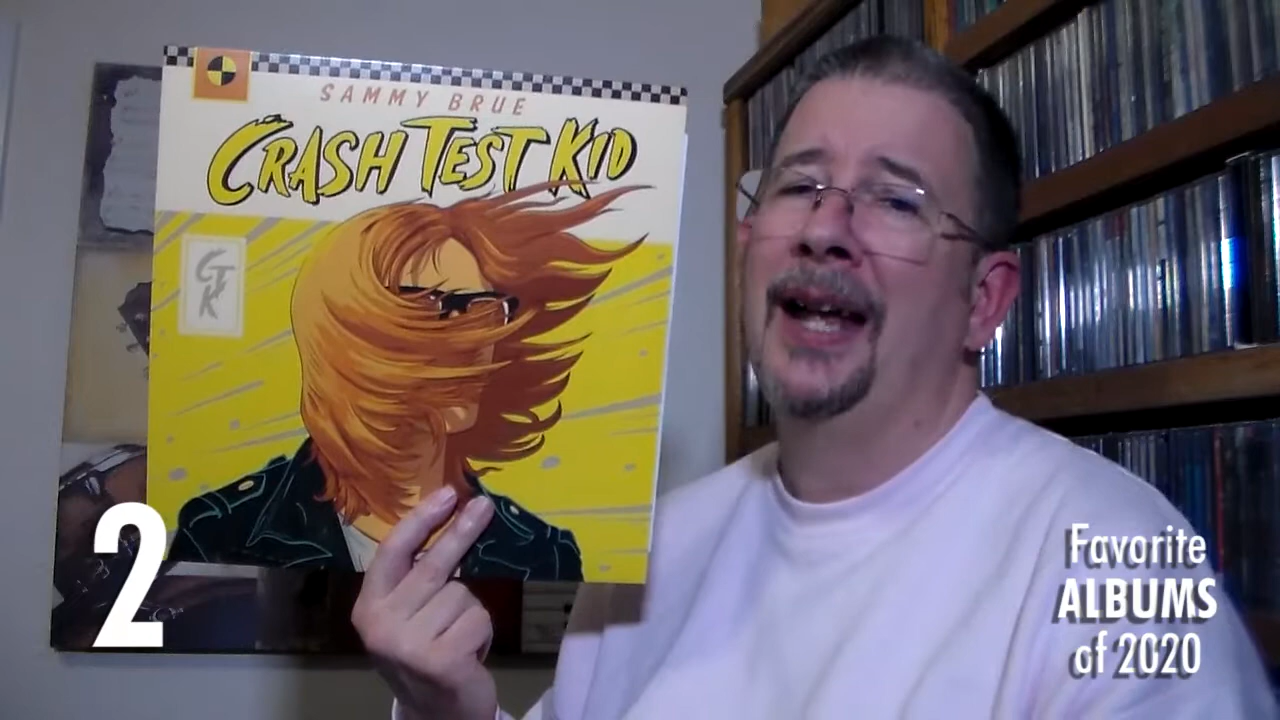 SAMMY BRUE
CRASH TEST KID
CTK
2
Favorite
ALBUMS
of 2020